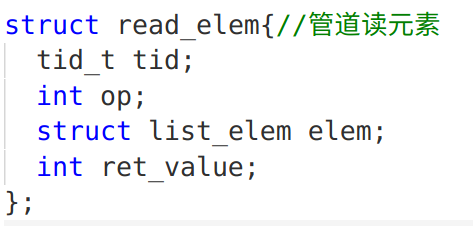 struct read_elem{//管道读元素
  tid_t tid;
  int op;
  struct list_elem elem;
  int ret_value;
};